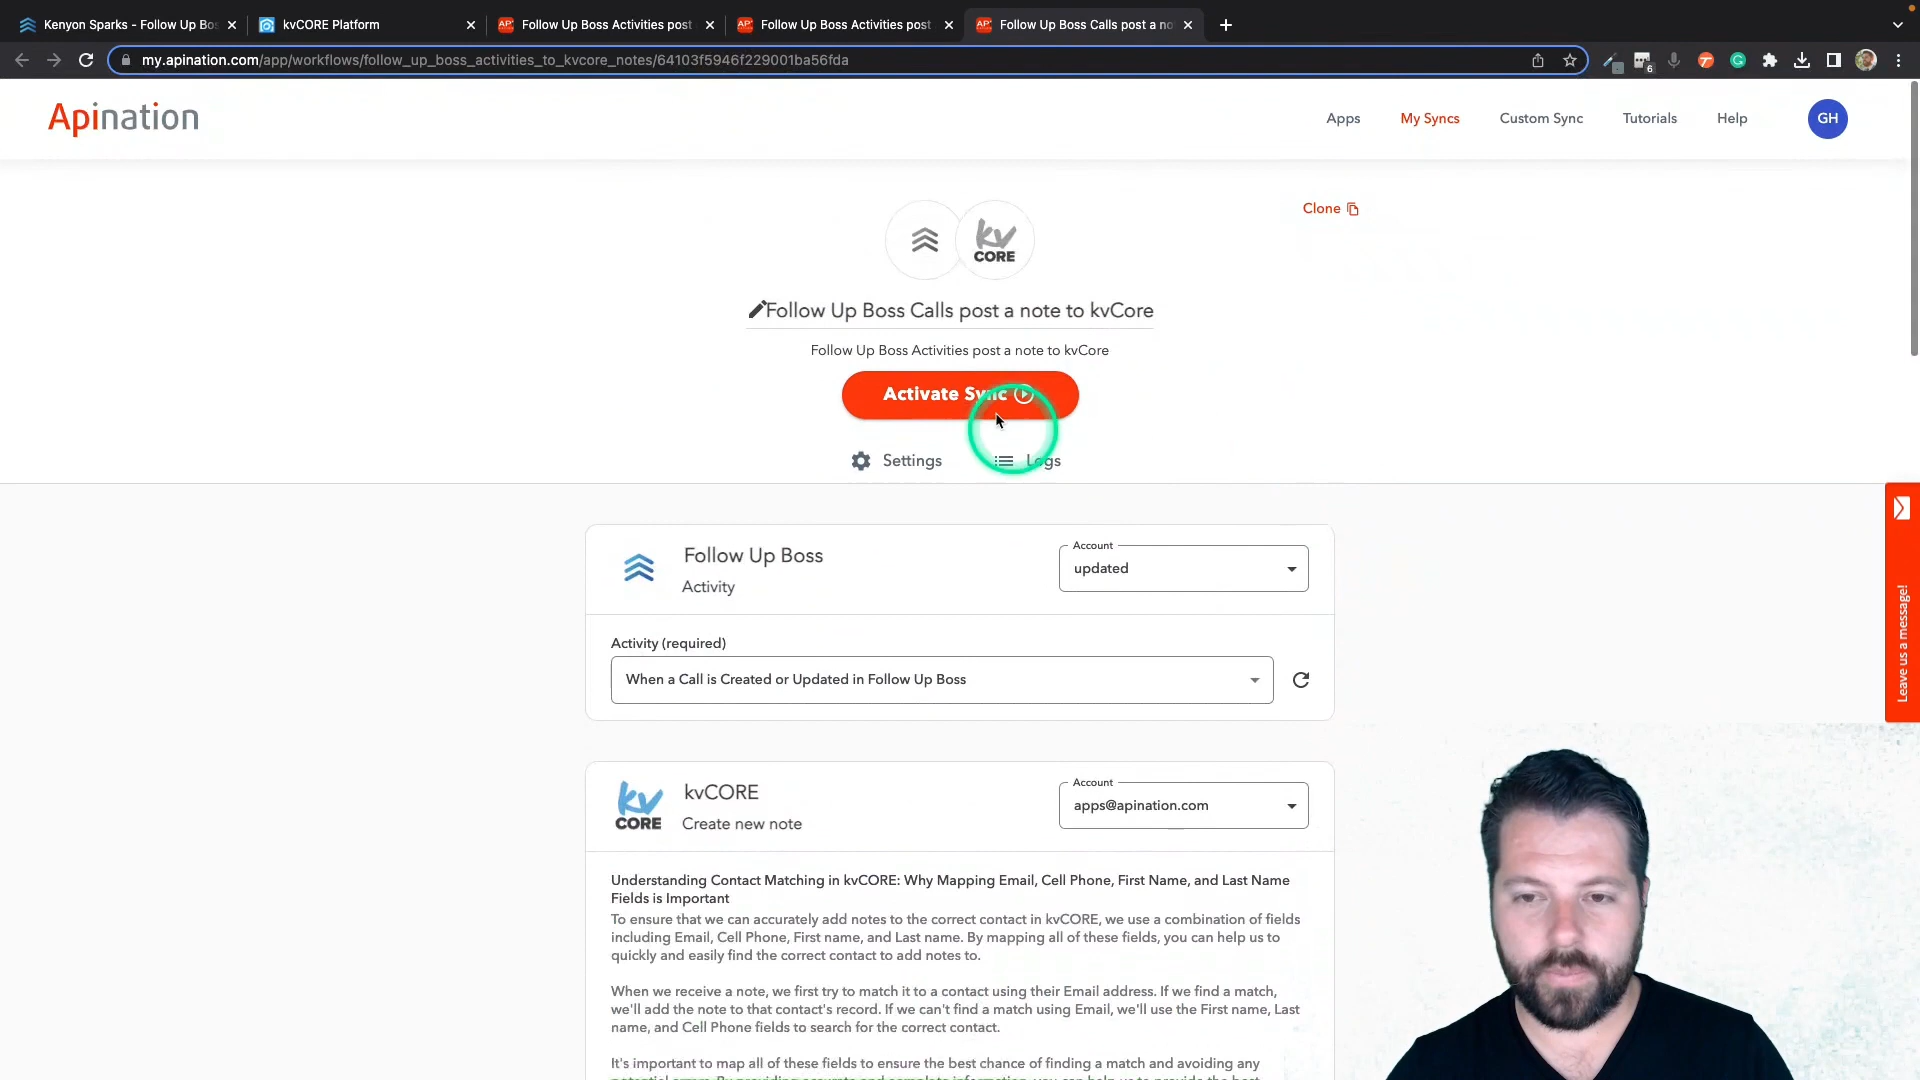 Kenyon Sparks - Follow Up Bos
kvCORE Platform
Follow Up Boss Activities post
Follow Up Boss Activities post
Follow Up Boss Calls post a no
my.apination.com/app/workflows/follow_up_boss_activities_to_kvcore_notes/64103f5946f229001ba56fda
6
Apination
Apps
My Syncs
Custom Sync
Tutorials
Help
GH
Clone
kv
CORE
Follow Up Boss Calls post a note to kvCore
Follow Up Boss Activities post a note to kvCore
Activate Sync
Settings
Logs
Follow Up Boss
Activity
Account
updated
Activity (required)
When a Call is Created or Updated in Follow Up Boss
kv
CORE
kvCORE
Create new note
Account
apps@apination.com
Understanding Contact Matching in kvCORE: Why Mapping Email, Cell Phone, First Name, and Last Name
Fields is Important
To ensure that we can accurately add notes to the correct contact in kvCORE, we use a combination of fields
including Email, Cell Phone, First name, and Last name. By mapping all of these fields, you can help us to
quickly and easily find the correct contact to add notes to.
When we receive a note, we first try to match it to a contact using their Email address. If we find a match,
we'll add the note to that contact's record. If we can't find a match using Email, we'll use the First name, Last
name, and Cell Phone fields to search for the correct contact.
It's important to map all of these fields to ensure the best chance of finding a match and avoiding any
Leave us a message!